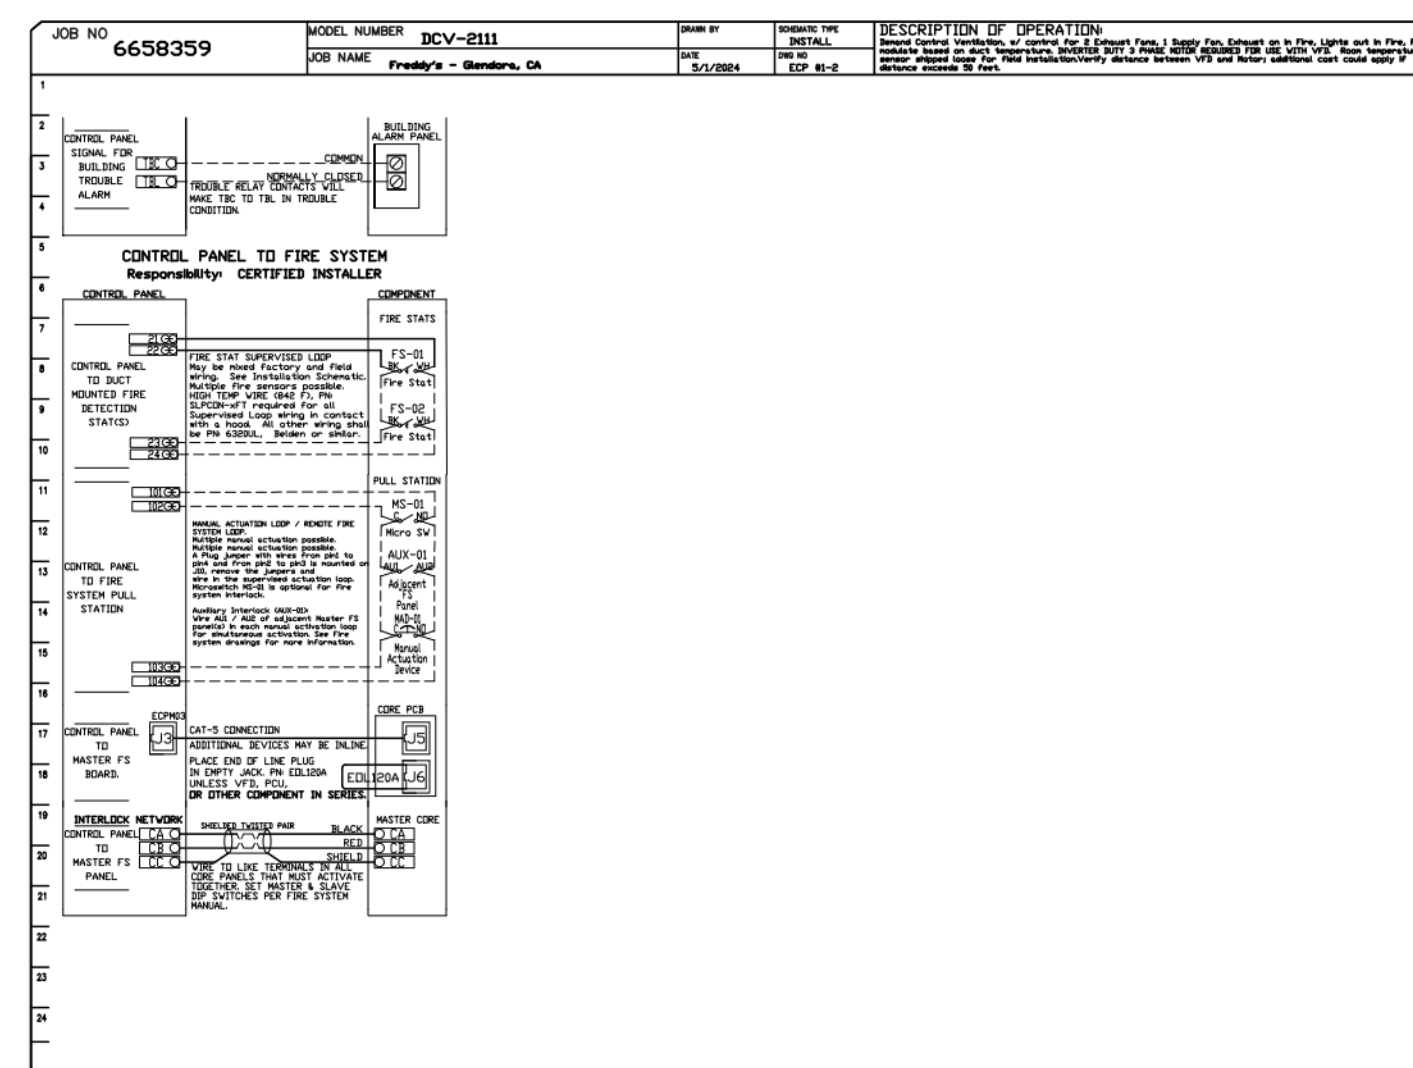 JOB NO
6658359
MODEL NUMBER DCV-2111
JOB NAME Freddy's - Glendora, CA
DRAWN BY
DATE
5/1/2024
SCHEMATIC TYPE
INSTALL
DWG NO
ECP #1-2
DESCRIPTION OF OPERATION:
Demand Control Ventilation, w/ control for 2 Exhaust Fans, 1 Supply Fan, Exhaust on in Fire, Lights out in Fire,
modulate based on duct temperature. INVERTER DUTY 3 PHASE MOTOR REQUIRED FOR USE WITH VFD. Room
sensor shipped loose for field installation.Verify distance between VFD and Motor; additional cost could apply if
distance exceeds 50 feet.
1
2
3
4
5
6
7
8
9
10
11
12
13
14
15
16
17
18
19
20
21
22
23
24
CONTROL PANEL
SIGNAL FOR
BUILDING
TROUBLE
ALARM
TBC
TBL
COMMON
NORMALLY CLOSED
TROUBLE RELAY CONTACTS WILL
MAKE TBC TO TBL IN TROUBLE
CONDITION.
BUILDING
ALARM PANEL
CONTROL PANEL TO FIRE SYSTEM
Responsibility: CERTIFIED INSTALLER
CONTROL PANEL
COMPONENT
FIRE STATS
21
22
CONTROL PANEL
TO DUCT
MOUNTED FIRE
DETECTION
STAT(S)
23
24
FIRE STAT SUPERVISED LOOP
May be mixed factory and field
wiring. See Installation Schematic.
Multiple fire sensors possible.
HIGH TEMP WIRE (842 F), PN:
SLPCON-xFT required for all
Supervised Loop wiring in contact
with a hood. All other wiring shall
be PN: 6320UL, Belden or similar.
FS-01
BK WH
Fire Stat
FS-02
BK WH
Fire Stat
PULL STATION
101
102
CONTROL PANEL
TO FIRE
SYSTEM PULL
STATION
103
104
MANUAL ACTUATION LOOP / REMOTE FIRE
SYSTEM LOOP.
Multiple manual actuation possible.
Multiple manual actuation possible.
A Plug jumper with wires from pin1 to
pin4 and from pin2 to pin3 is mounted on
J10, remove the jumpers and
wire in the supervised actuation loop.
Microswitch MS-01 is optional for fire
system interlock.
Auxiliary Interlock (AUX-01)
Wire AU1 / AU2 of adjacent Master FS
panel(s) in each manual activation loop
for simultaneous activation. See Fire
system drawings for more information.
MS-01
C NO
Micro SW
AUX-01
AU1 AU2
Adjacent
FS
Panel
MAD-01
C NO
Manual
Actuation
Device
ECPM03
CORE PCB
CONTROL PANEL
TO
MASTER FS
BOARD.
J3
CAT-5 CONNECTION
ADDITIONAL DEVICES MAY BE INLINE.
J5
PLACE END OF LINE PLUG
IN EMPTY JACK. PN: EOL120A
UNLESS VFD, PCU,
OR OTHER COMPONENT IN SERIES.
EOL120A J6
INTERLOCK NETWORK
CONTROL PANEL
TO
MASTER FS
PANEL
CA
CB
CC
SHIELDED TWISTED PAIR
BLACK
RED
SHIELD
MASTER CORE
CA
CB
CC
WIRE TO LIKE TERMINALS IN ALL
CORE PANELS THAT MUST ACTIVATE
TOGETHER. SET MASTER & SLAVE
DIP SWITCHES PER FIRE SYSTEM
MANUAL.